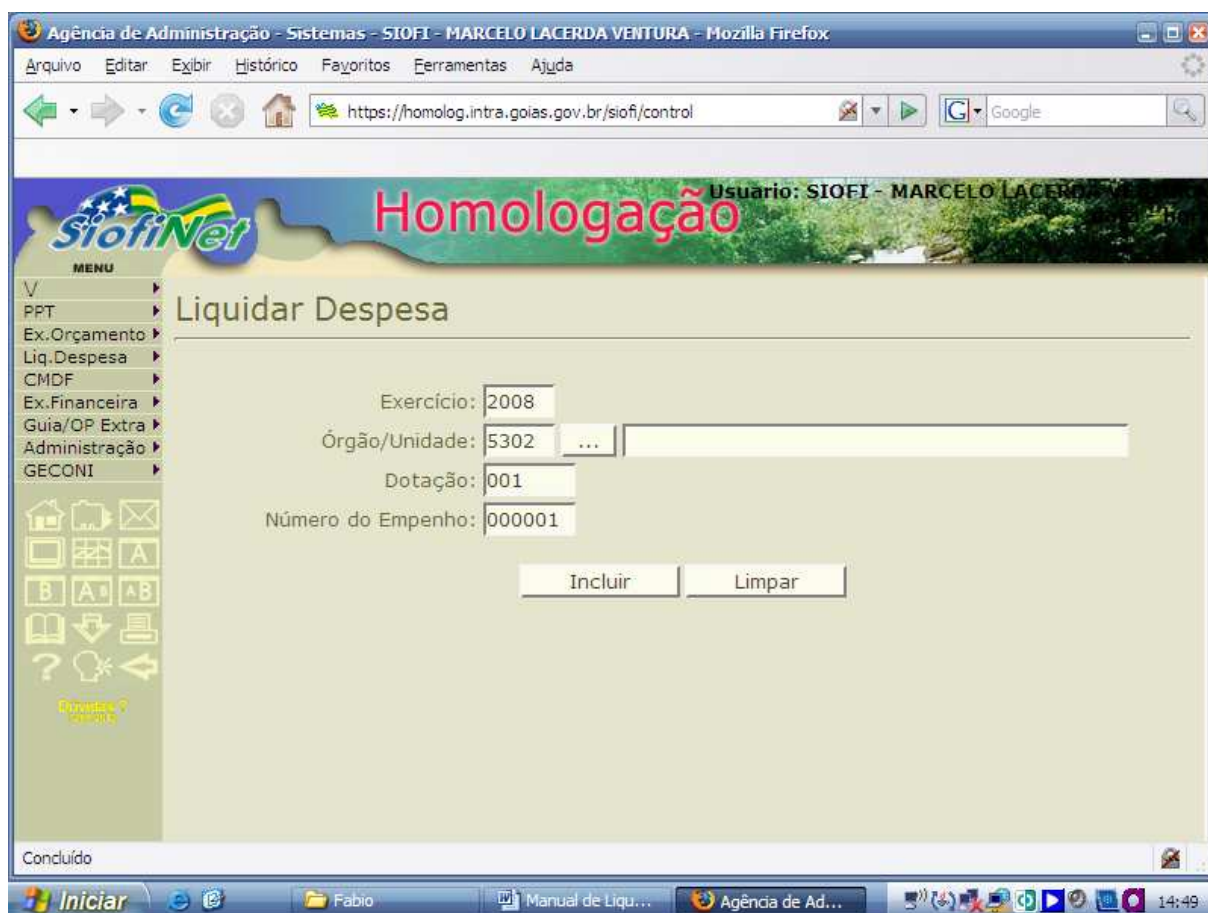 Agência de Administração - Sistemas - SIOFI - MARCELO LACERDA VENTURA - Mozilla Firefox
Arquivo Editar Exibir Histórico Favoritos Ferramentas Ajuda
https://homolog.intra.goias.gov.br/siofi/control
G Google
Homologação
Usuario: SIOFI - MARCELO LACERDA
SiofiNet
MENU
V
PPT
Ex.Orçamento
Liq.Despesa
CMDF
Ex.Financeira
Guia/OP Extra
Administração
GECONI
Liquidar Despesa
Exercício: 2008
Órgão/Unidade: 5302 ...
Dotação: 001
Número do Empenho: 000001
Incluir Limpar
A
B A B A B
?
Dúvidas ?
Concluído
Iniciar Fabio Manual de Liqu... Agência de Ad... 14:49